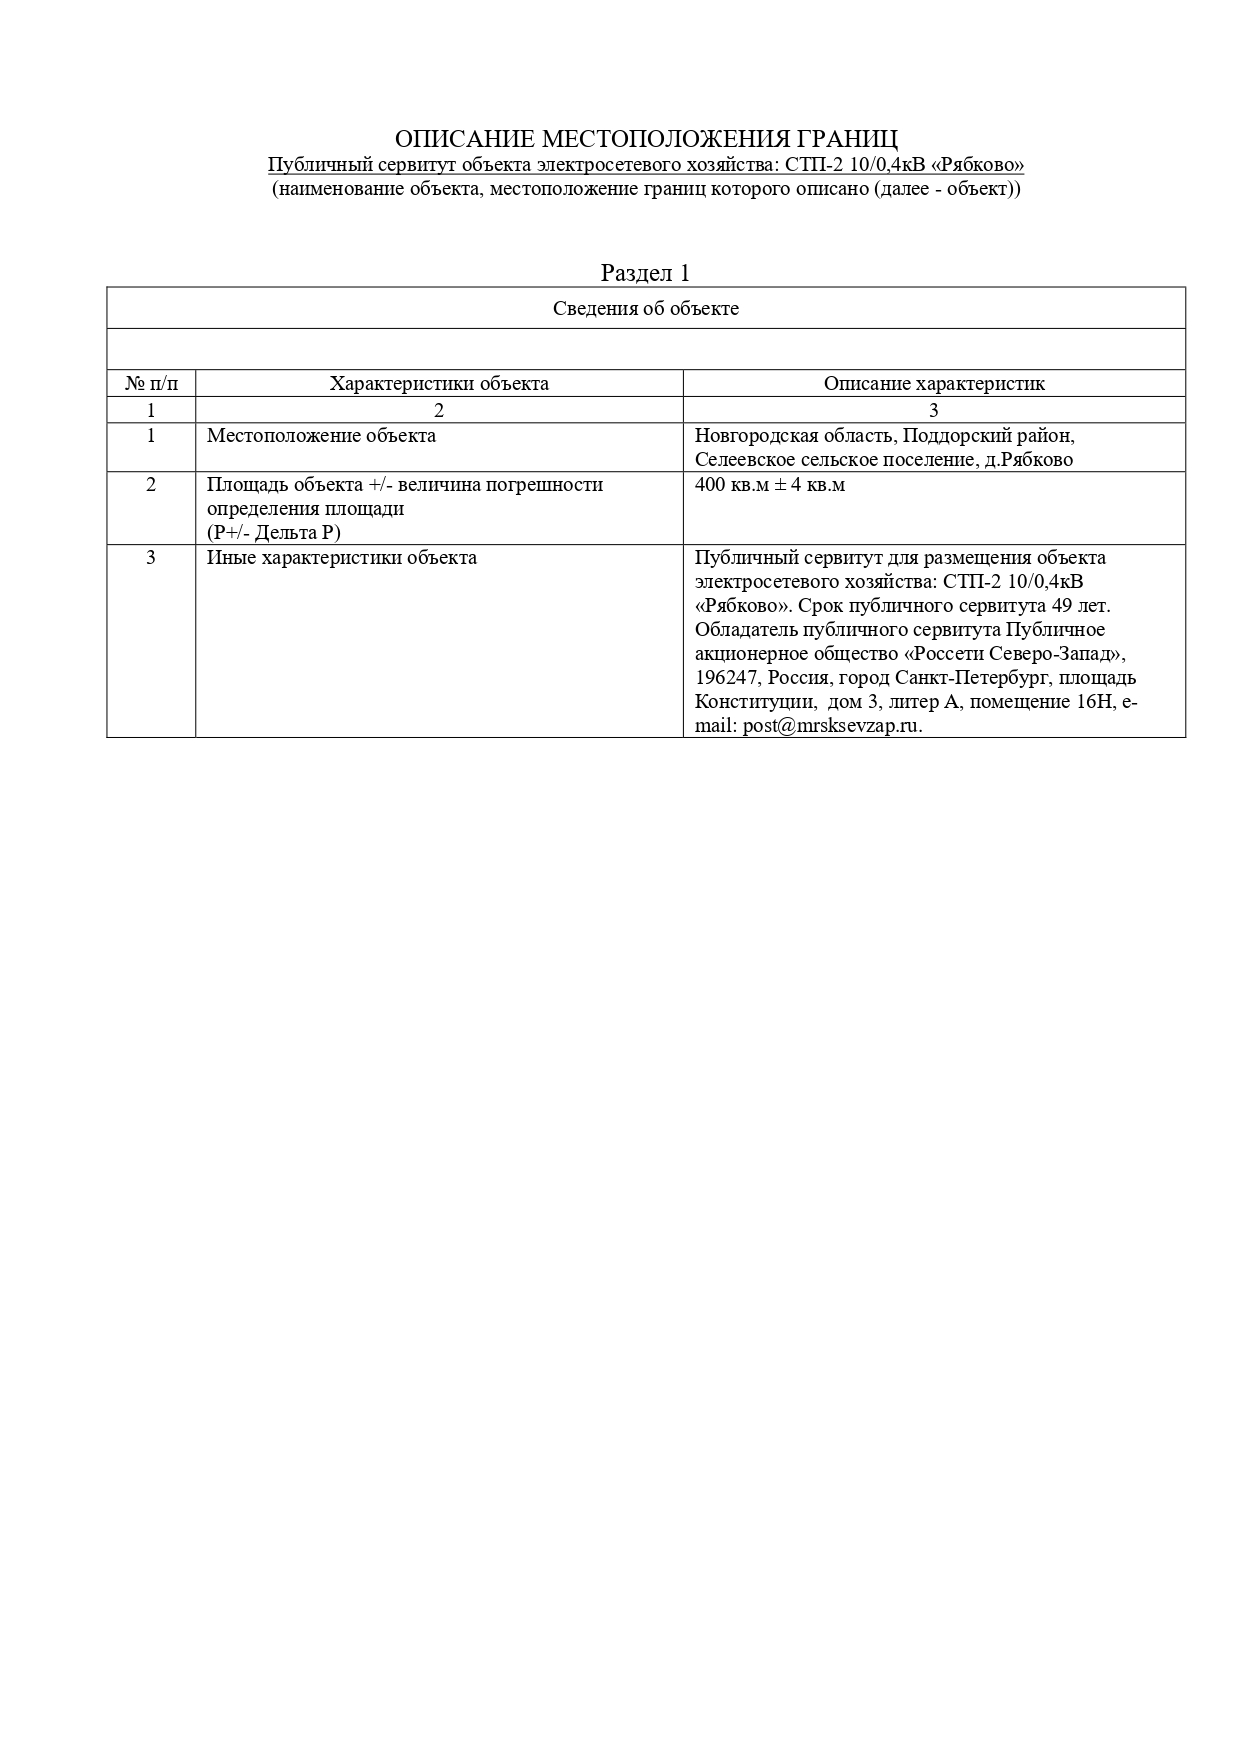 ОПИСАНИЕ МЕСТОПОЛОЖЕНИЯ ГРАНИЦ
Публичный сервитут объекта электросетевого хозяйства: СТП-2 10/0,4кВ «Рябково»
(наименование объекта, местоположение границ которого описано (далее - объект))
Раздел 1
Сведения об объекте
№ п/п Характеристики объекта Описание характеристик
1 2 3
1 Местоположение объекта Новгородская область, Поддорский район,
Селеевское сельское поселение, д.Рябково
2 Площадь объекта +/- величина погрешности 400 кв.м ± 4 кв.м
определения площади
(P+/- Дельта P)
3 Иные характеристики объекта Публичный сервитут для размещения объекта
электросетевого хозяйства: СТП-2 10/0,4кВ
«Рябково». Срок публичного сервитута 49 лет.
Обладатель публичного сервитута Публичное
акционерное общество «Россети Северо-Запад»,
196247, Россия, город Санкт-Петербург, площадь
Конституции,  дом 3, литер А, помещение 16Н, e-
mail: post@mrsksevzap.ru.